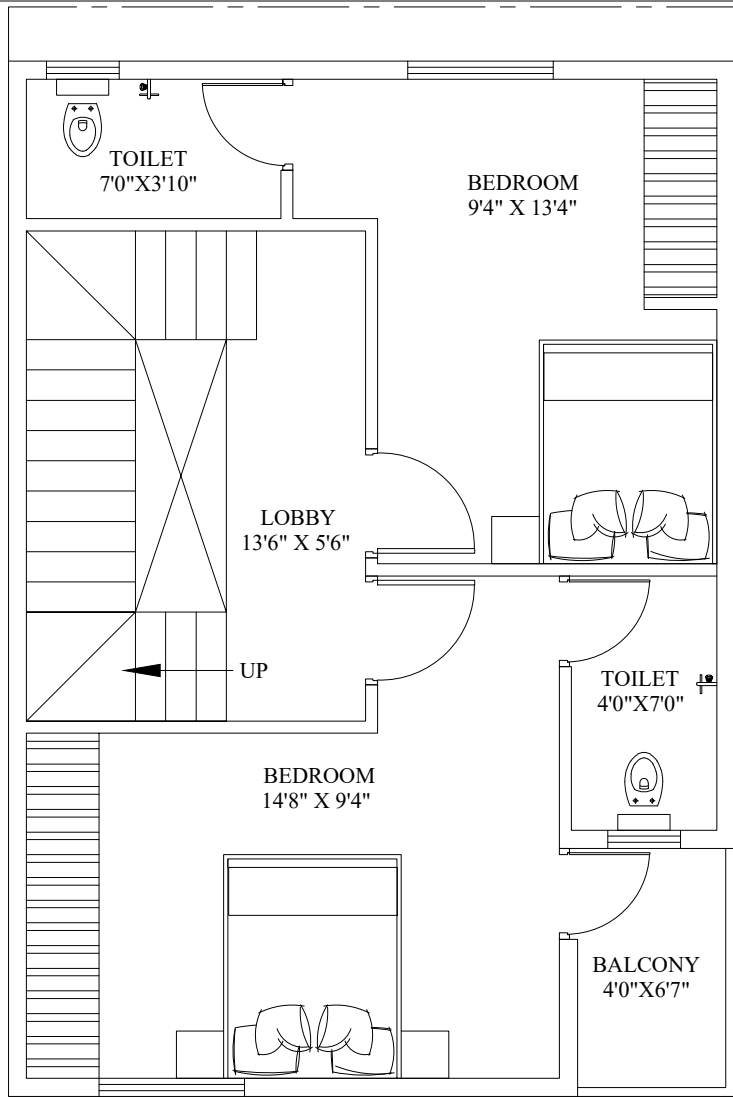 TOILET
7'0"X3'10"
BEDROOM
9'4" X 13'4"
LOBBY
13'6" X 5'6"
UP
TOILET
4'0"X7'0"
BEDROOM
14'8" X 9'4"
BALCONY
4'0"X6'7"